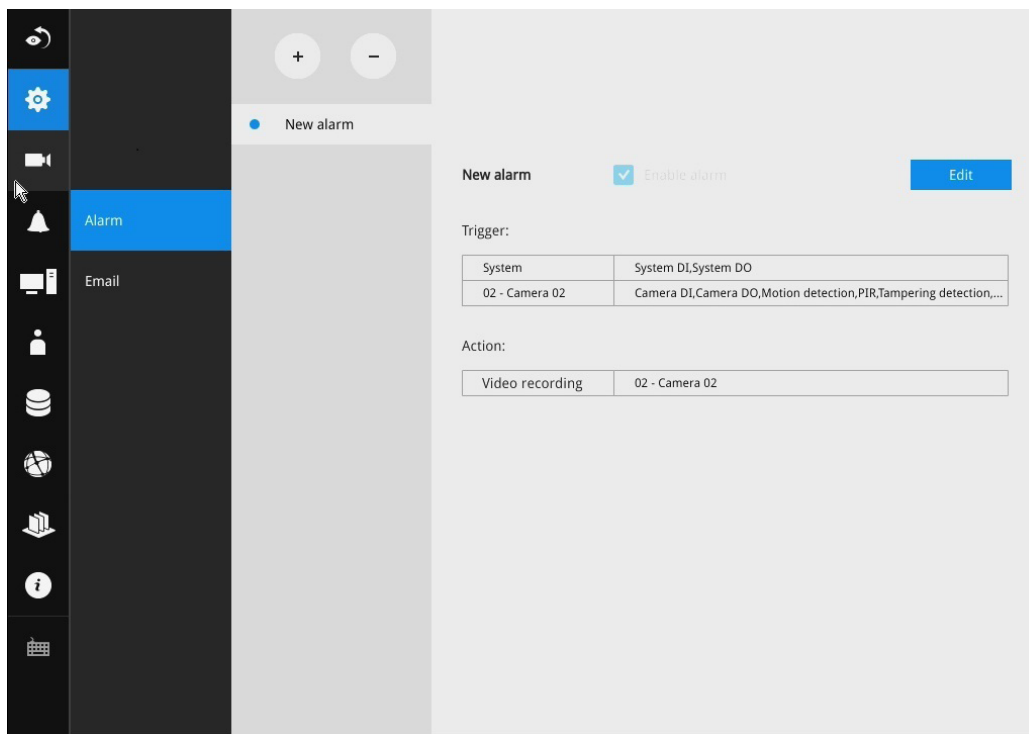 + −
New alarm
New alarm Enable alarm Edit
Alarm
Trigger:
System System DI,System DO
Email
02 - Camera 02 Camera DI,Camera DO,Motion detection,PIR,Tampering detection,...
Action:
Video recording 02 - Camera 02